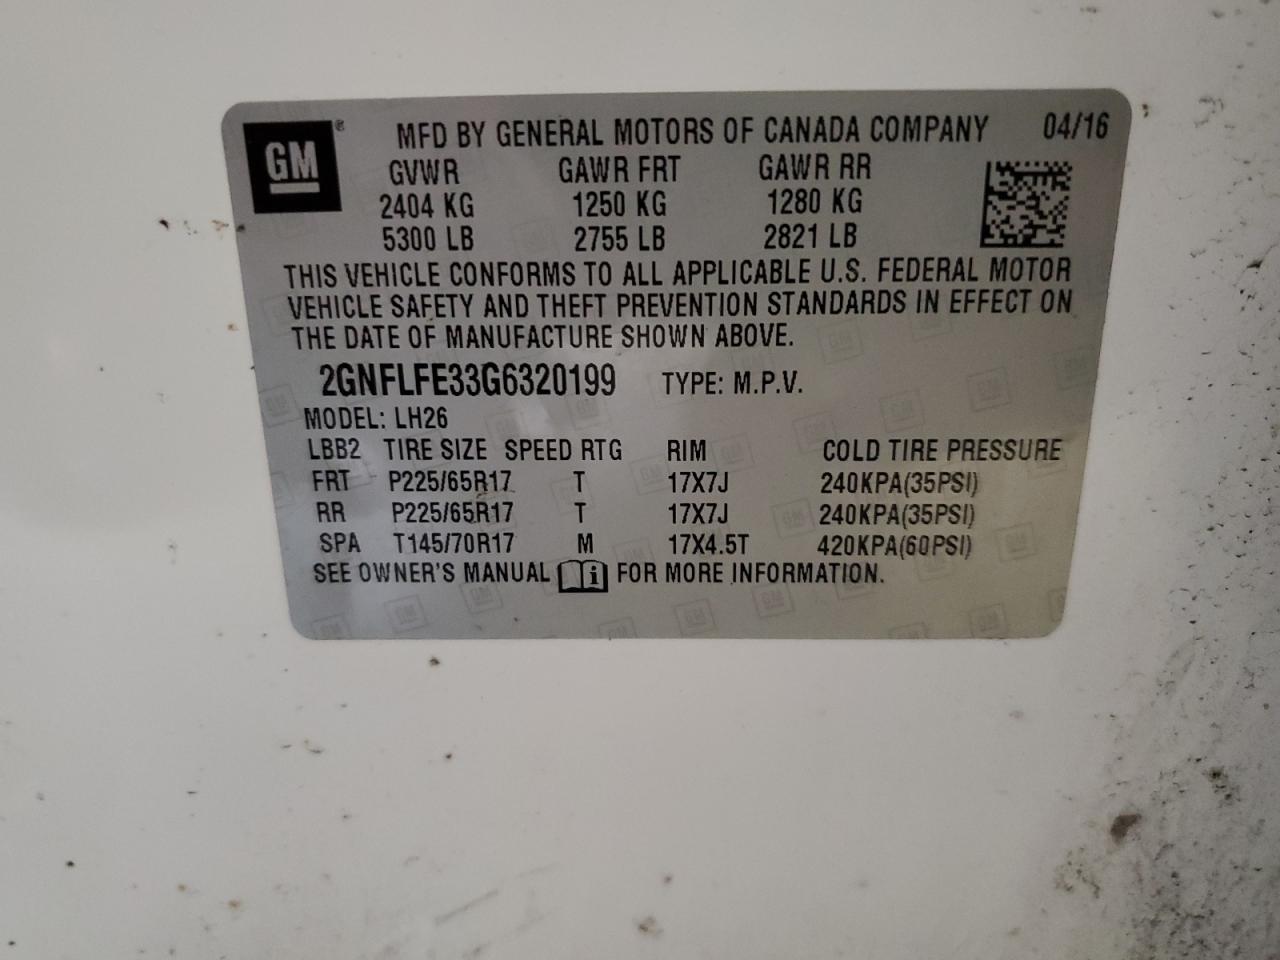 GM ® MFD BY GENERAL MOTORS OF CANADA COMPANY 04/16
GVWR GAWR FRT GAWR RR
2404 KG 1250 KG 1280 KG
5300 LB 2755 LB 2821 LB
THIS VEHICLE CONFORMS TO ALL APPLICABLE U.S. FEDERAL MOTOR
VEHICLE SAFETY AND THEFT PREVENTION STANDARDS IN EFFECT ON
THE DATE OF MANUFACTURE SHOWN ABOVE.
2GNFLFE33G6320199 TYPE: M.P.V.
MODEL: LH26
LBB2 TIRE SIZE SPEED RTG RIM COLD TIRE PRESSURE
FRT P225/65R17 T 17X7J 240KPA(35PSI)
RR P225/65R17 T 17X7J 240KPA(35PSI)
SPA T145/70R17 M 17X4.5T 420KPA(60PSI)
SEE OWNER'S MANUAL i FOR MORE INFORMATION.